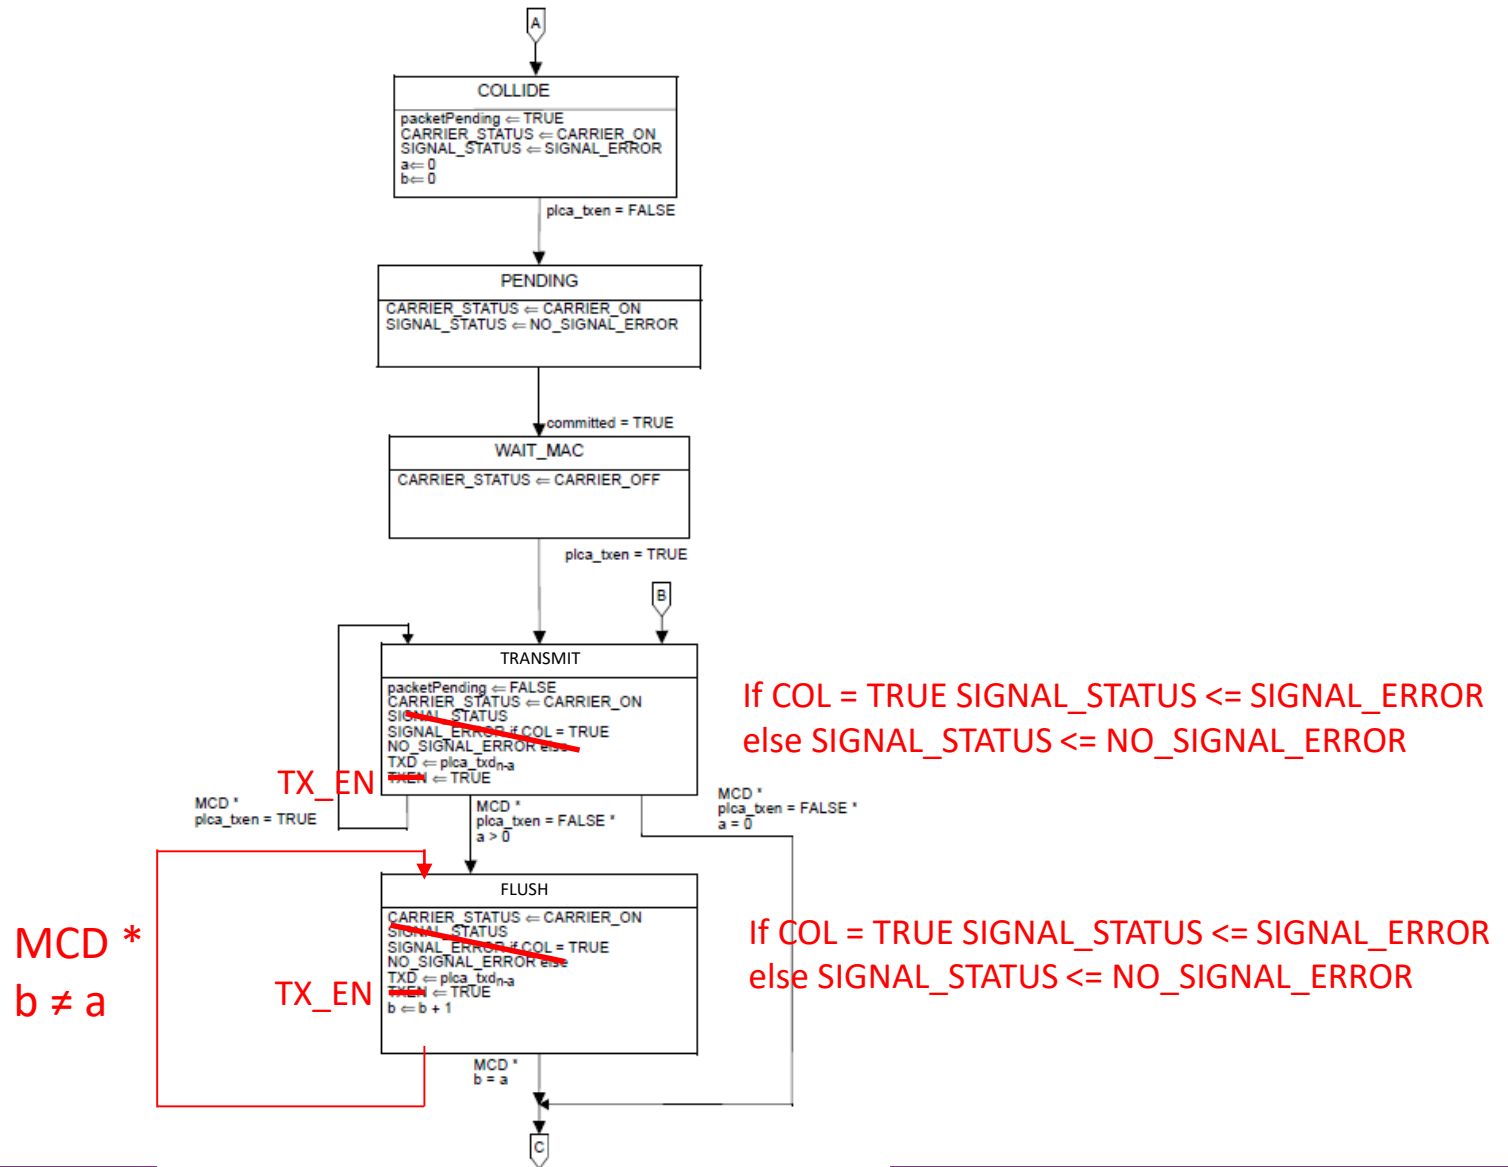 A
COLLIDE
packetPending ⇐ TRUE
CARRIER_STATUS ⇐ CARRIER_ON
SIGNAL_STATUS ⇐ SIGNAL_ERROR
a⇐ 0
b⇐ 0
plca_txen = FALSE
PENDING
CARRIER_STATUS ⇐ CARRIER_ON
SIGNAL_STATUS ⇐ NO_SIGNAL_ERROR
committed = TRUE
WAIT_MAC
CARRIER_STATUS ⇐ CARRIER_OFF
plca_txen = TRUE
B
TRANSMIT
packetPending ⇐ FALSE
CARRIER_STATUS ⇐ CARRIER_ON
SIGNAL_STATUS
SIGNAL_ERROR if COL = TRUE
NO_SIGNAL_ERROR else
TXD ⇐ plca_txdn-a
TX_EN TXEN ⇐ TRUE
If COL = TRUE SIGNAL_STATUS <= SIGNAL_ERROR
else SIGNAL_STATUS <= NO_SIGNAL_ERROR
MCD *
plca_txen = TRUE
MCD *
plca_txen = FALSE *
a > 0
MCD *
plca_txen = FALSE *
a = 0
FLUSH
CARRIER_STATUS ⇐ CARRIER_ON
SIGNAL_STATUS
SIGNAL_ERROR if COL = TRUE
NO_SIGNAL_ERROR else
TXD ⇐ plca_txdn-a
TX_EN TXEN ⇐ TRUE
b ⇐ b + 1
If COL = TRUE SIGNAL_STATUS <= SIGNAL_ERROR
else SIGNAL_STATUS <= NO_SIGNAL_ERROR
MCD *
b ≠ a
MCD *
b = a
C